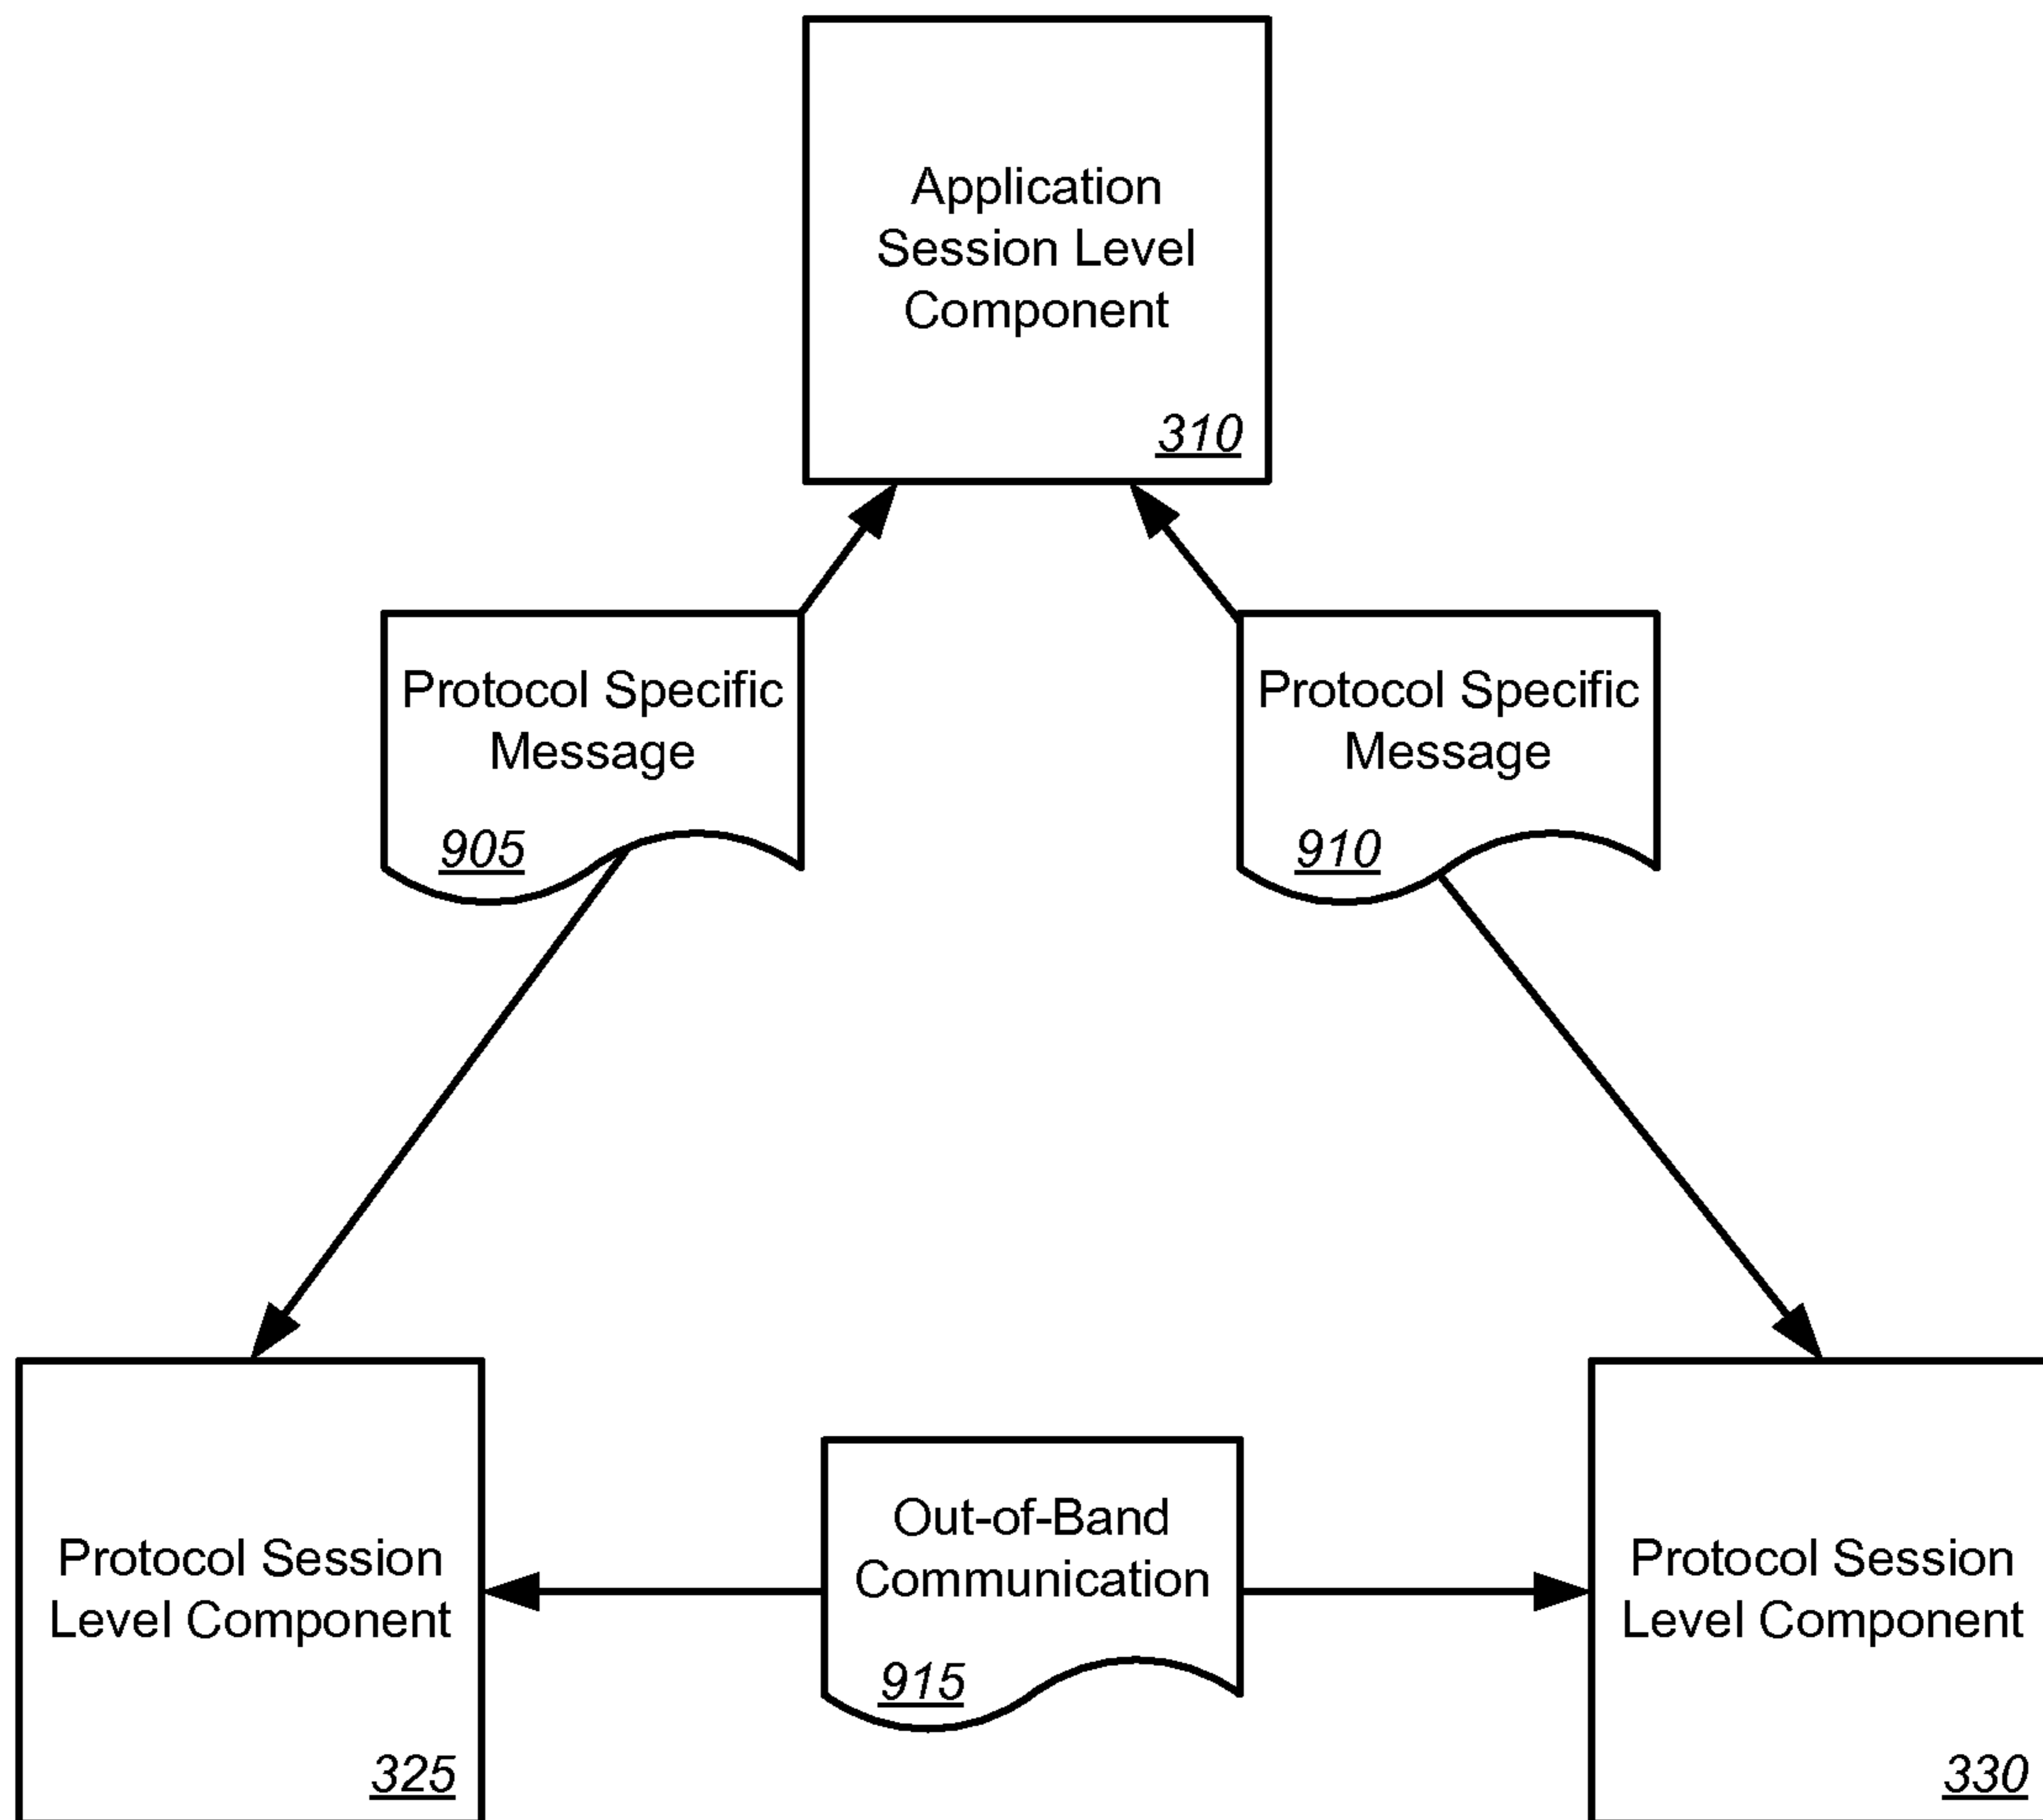 Application
Session Level
Component
310
Protocol Specific
Message
905
Protocol Specific
Message
910
Protocol Session
Level Component
325
Out-of-Band
Communication
915
Protocol Session
Level Component
330